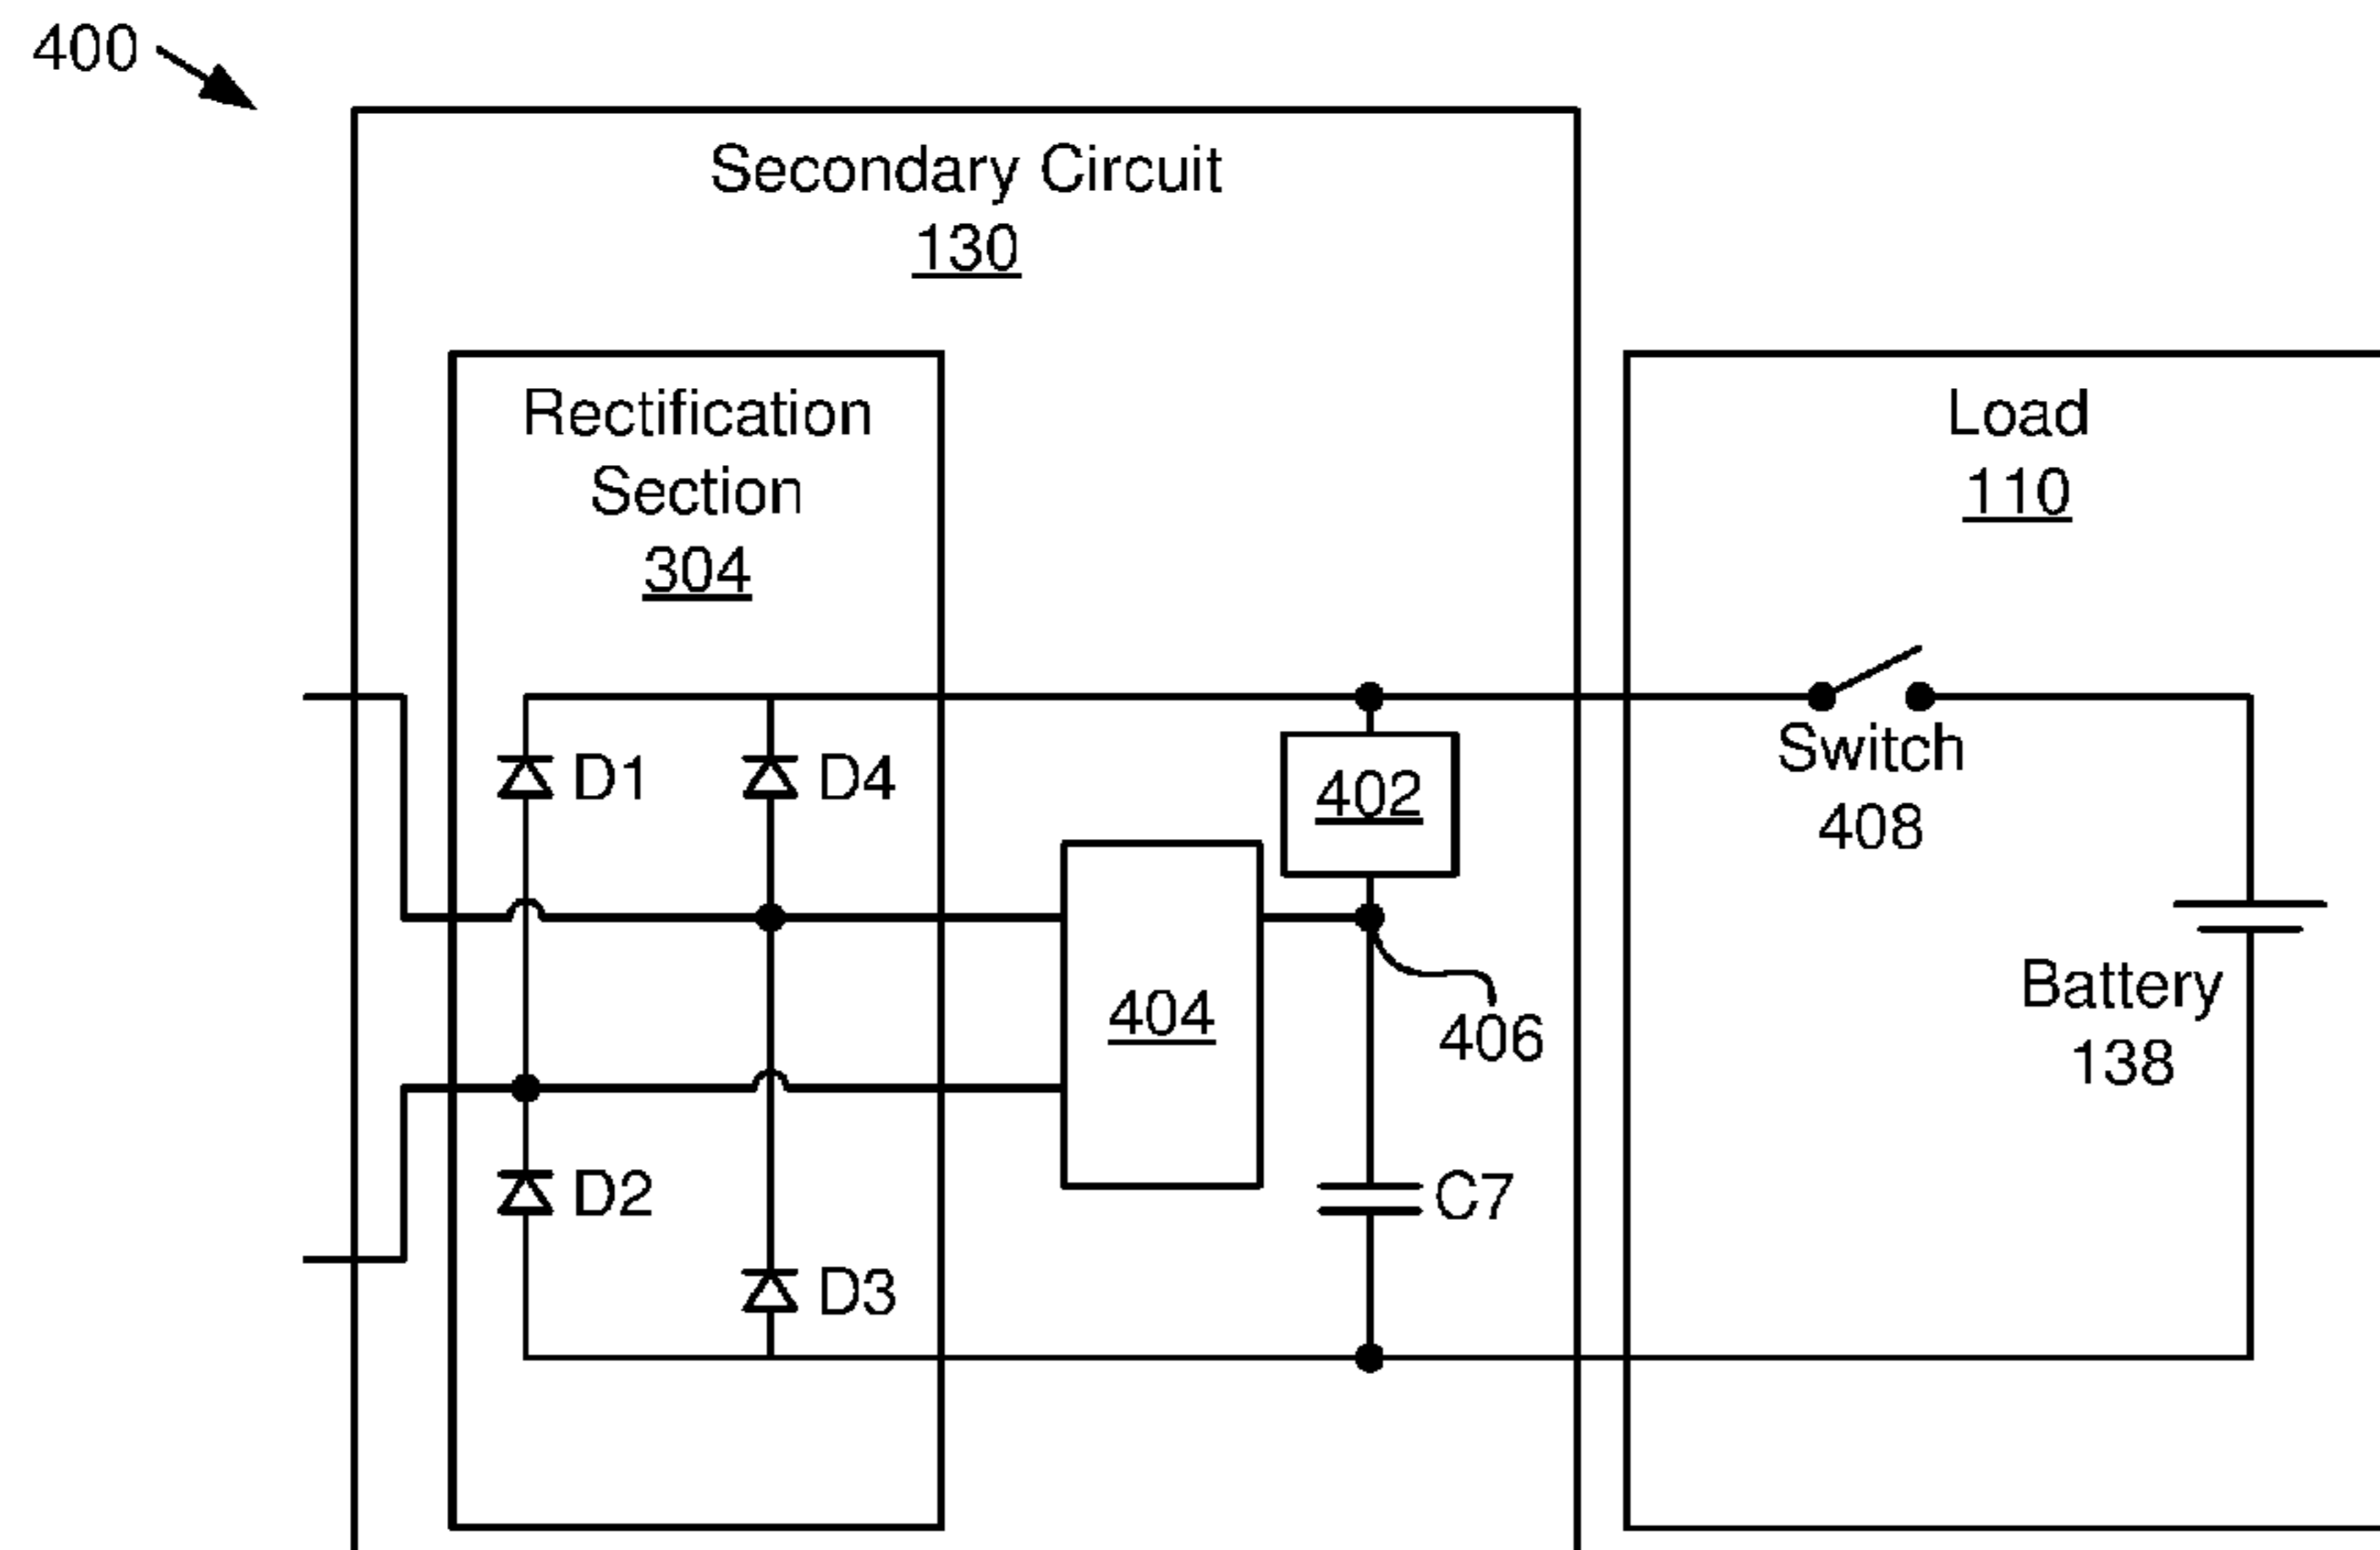 400
Secondary Circuit
130
Rectification
Section
304
Load
110
D1
D4
402
Switch
408
404
406
Battery
138
D2
C7
D3